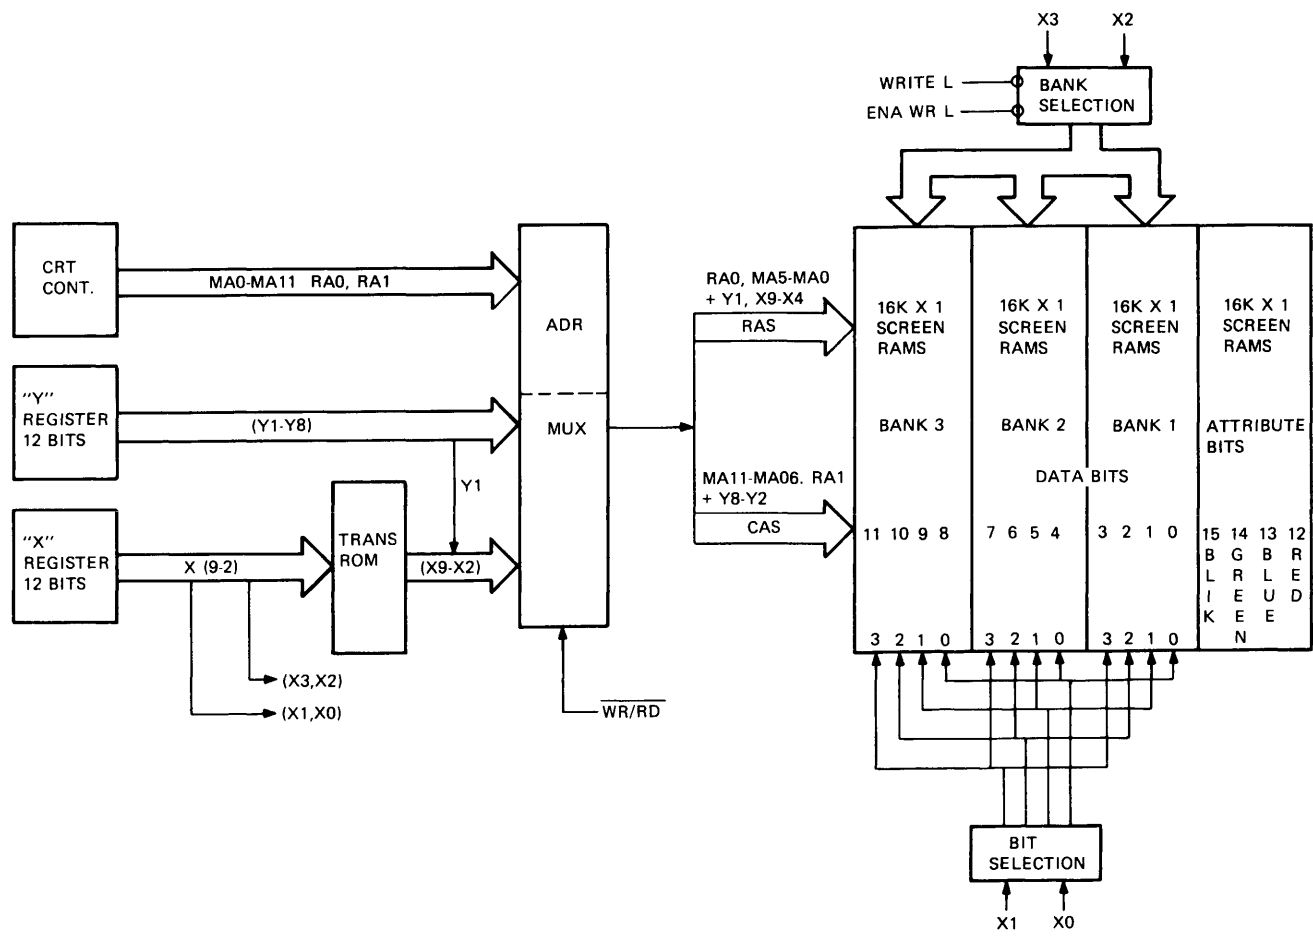 X3 X2
WRITE L
ENA WR L
BANK
SELECTION
CRT
CONT.
MA0-MA11 RA0, RA1
"Y"
REGISTER
12 BITS
(Y1-Y8)
Y1
"X"
REGISTER
12 BITS
X (9-2)
TRANS
ROM
(X9-X2)
(X3,X2)
(X1,X0)
ADR
MUX
WR/RD
RA0, MA5-MA0
+ Y1, X9-X4
RAS
MA11-MA06. RA1
+ Y8-Y2
CAS
16K X 1
SCREEN
RAMS
BANK 3
11 10 9 8
3 2 1 0
16K X 1
SCREEN
RAMS
BANK 2
7 6 5 4
3 2 1 0
16K X 1
SCREEN
RAMS
BANK 1
3 2 1 0
3 2 1 0
DATA BITS
16K X 1
SCREEN
RAMS
ATTRIBUTE
BITS
15 14 13 12
BLIK
GREEN
BLUE
RED
BIT
SELECTION
X1 X0